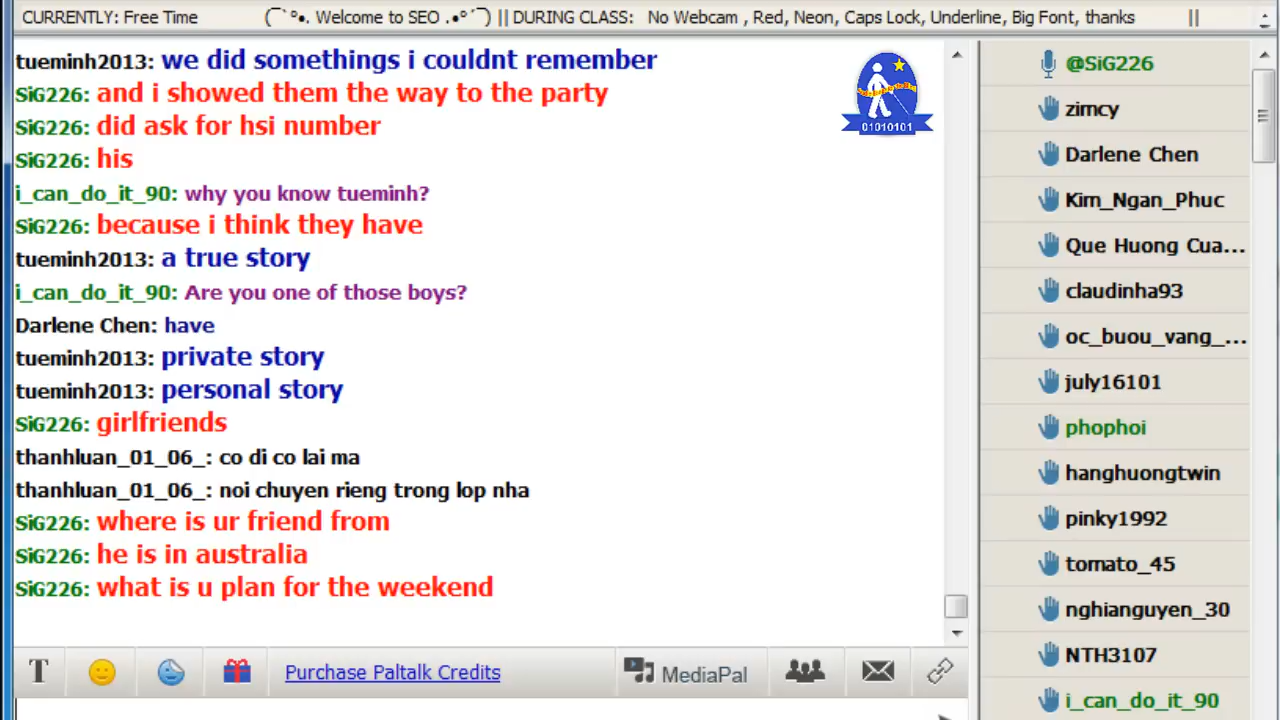 CURRENTLY: Free Time (¯`°•. Welcome to SEO .•°´¯) || DURING CLASS: No Webcam , Red, Neon, Caps Lock, Underline, Big Font, thanks ||
tueminh2013: we did somethings i couldnt remember
SiG226: and i showed them the way to the party
SiG226: did ask for hsi number
SiG226: his
i_can_do_it_90: why you know tueminh?
SiG226: because i think they have
tueminh2013: a true story
i_can_do_it_90: Are you one of those boys?
Darlene Chen: have
tueminh2013: private story
tueminh2013: personal story
SiG226: girlfriends
thanhluan_01_06_: co di co lai ma
thanhluan_01_06_: noi chuyen rieng trong lop nha
SiG226: where is ur friend from
SiG226: he is in australia
SiG226: what is u plan for the weekend
01010101
T
Purchase Paltalk Credits
MediaPal
@SiG226
zimcy
Darlene Chen
Kim_Ngan_Phuc
Que Huong Cua...
claudinha93
oc_buou_vang_...
july16101
phophoi
hanghuongtwin
pinky1992
tomato_45
nghianguyen_30
NTH3107
i_can_do_it_90